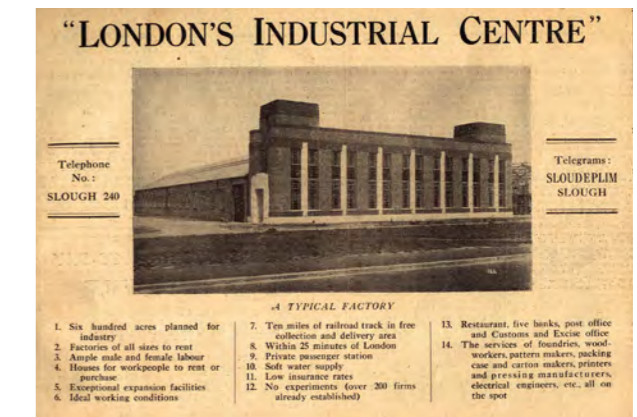 "LONDON'S INDUSTRIAL CENTRE"
Telephone
No. :
SLOUGH 240
Telegrams :
SLOUDEPLIM
SLOUGH
A TYPICAL FACTORY
1. Six hundred acres planned for
industry
2. Factories of all sizes to rent
3. Ample male and female labour
4. Houses for workpeople to rent or
purchase
5. Exceptional expansion facilities
6. Ideal working conditions
7. Ten miles of railroad track in free
collection and delivery area
8. Within 25 minutes of London
9. Private passenger station
10. Soft water supply
11. Low insurance rates
12. No experiments (over 200 firms
already established)
13. Restaurant, five banks, post office
and Customs and Excise office
14. The services of foundries, wood-
workers, pattern makers, packing
case and carton makers, printers
and pressing manufacturers,
electrical engineers, etc., all on
the spot